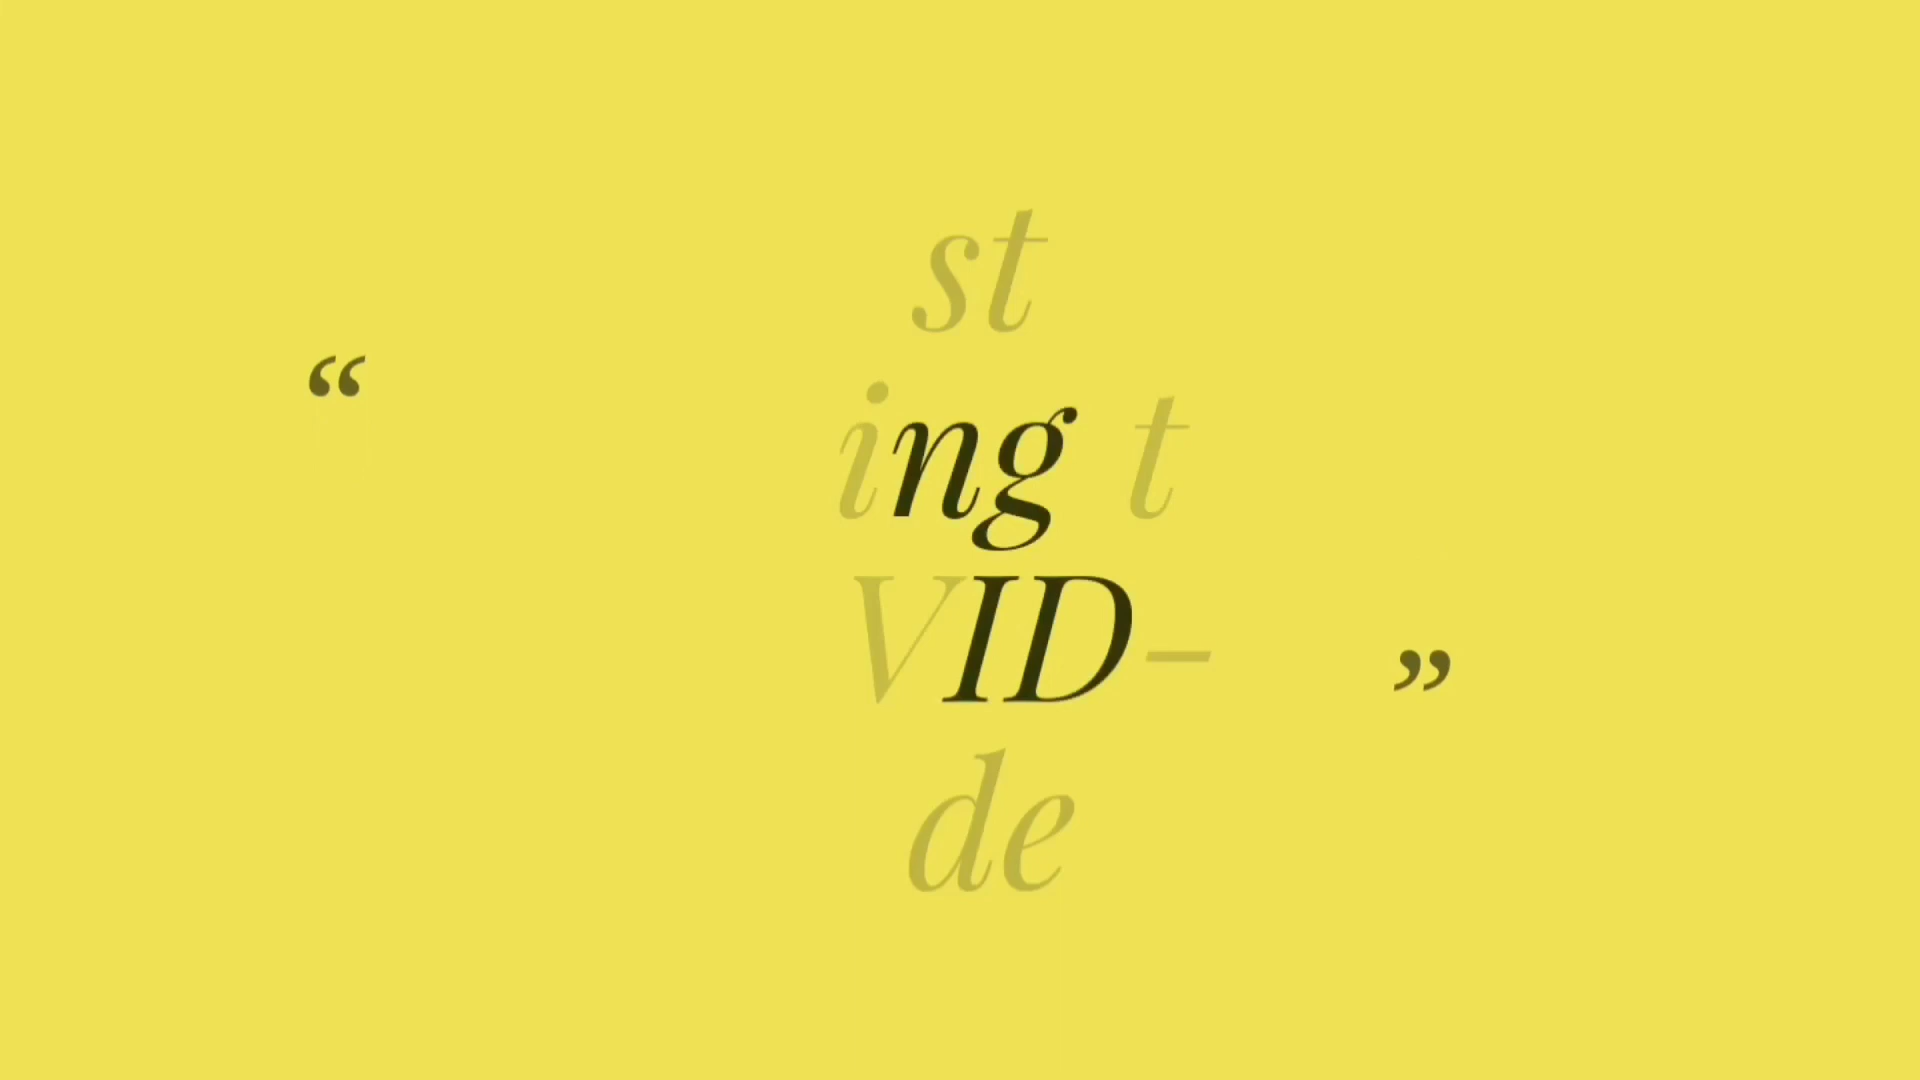 st
“ ing t
VID- ”
de